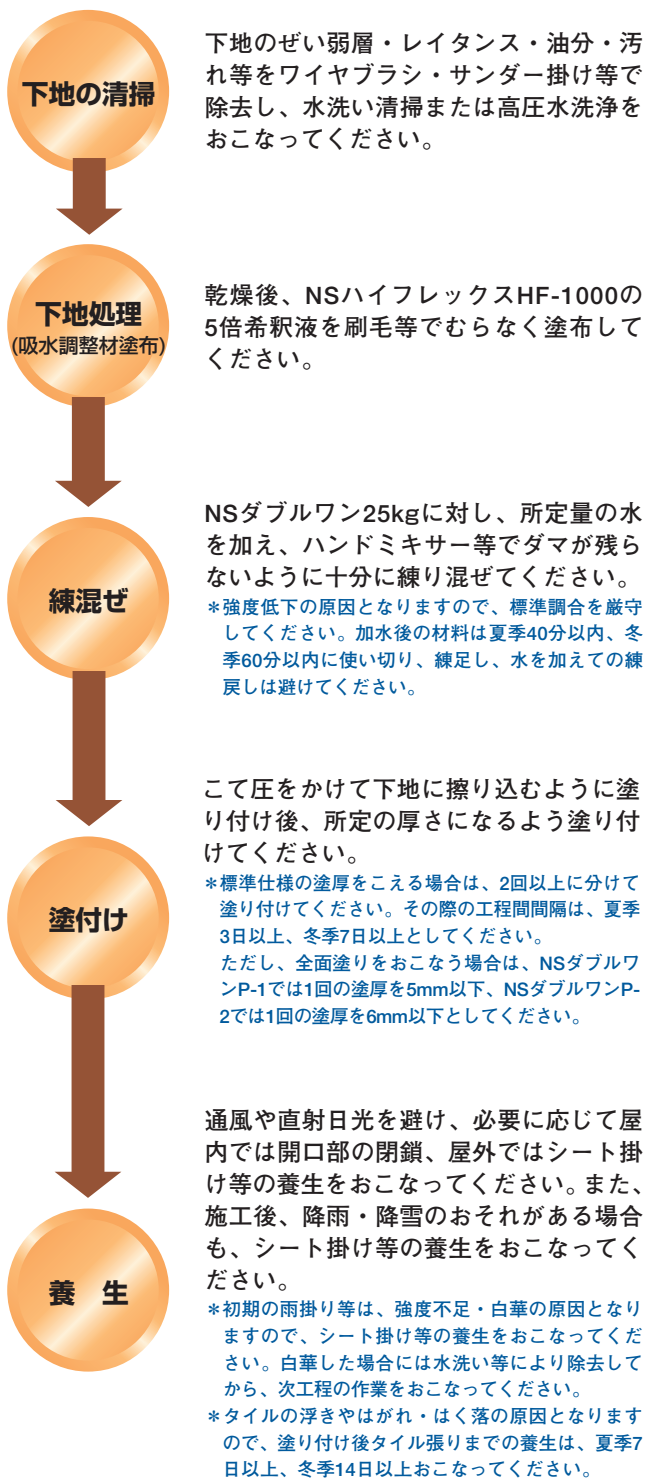 下地の清掃
下地のぜい弱層・レイタンス・油分・汚
れ等をワイヤブラシ・サンダー掛け等で
除去し、水洗い清掃または高圧水洗浄を
おこなってください。
下地処理
(吸水調整材塗布)
乾燥後、NSハイフレックスHF-1000の
5倍希釈液を刷毛等でむらなく塗布して
ください。
練混ぜ
NSダブルワン25kgに対し、所定量の水
を加え、ハンドミキサー等でダマが残ら
ないように十分に練り混ぜてください。
＊強度低下の原因となりますので、標準調合を厳守
してください。加水後の材料は夏季40分以内、冬
季60分以内に使い切り、練足し、水を加えての練
戻しは避けてください。
塗付け
こて圧をかけて下地に擦り込むように塗
り付け後、所定の厚さになるよう塗り付
けてください。
＊標準仕様の塗厚をこえる場合は、2回以上に分けて
塗り付けてください。その際の工程間間隔は、夏季
3日以上、冬季7日以上としてください。
ただし、全面塗りをおこなう場合は、NSダブルワ
ンP-1では1回の塗厚を5mm以下、NSダブルワンP-
2では1回の塗厚を6mm以下としてください。
養　生
通風や直射日光を避け、必要に応じて屋
内では開口部の閉鎖、屋外ではシート掛
け等の養生をおこなってください。また、
施工後、降雨・降雪のおそれがある場合
も、シート掛け等の養生をおこなってく
ださい。
＊初期の雨掛り等は、強度不足・白華の原因となり
ますので、シート掛け等の養生をおこなってくだ
さい。白華した場合には水洗い等により除去して
から、次工程の作業をおこなってください。
＊タイルの浮きやはがれ・はく落の原因となります
ので、塗り付け後タイル張りまでの養生は、夏季7
日以上、冬季14日以上おこなってください。